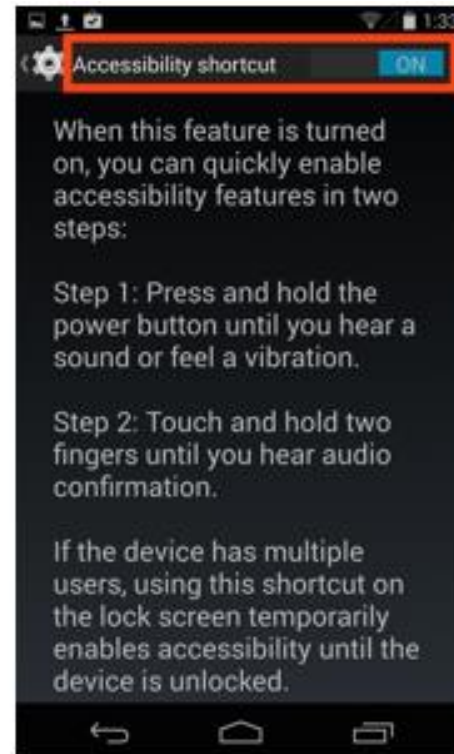 1:33
Accessibility shortcut ON
When this feature is turned
on, you can quickly enable
accessibility features in two
steps:
Step 1: Press and hold the
power button until you hear a
sound or feel a vibration.
Step 2: Touch and hold two
fingers until you hear audio
confirmation.
If the device has multiple
users, using this shortcut on
the lock screen temporarily
enables accessibility until the
device is unlocked.